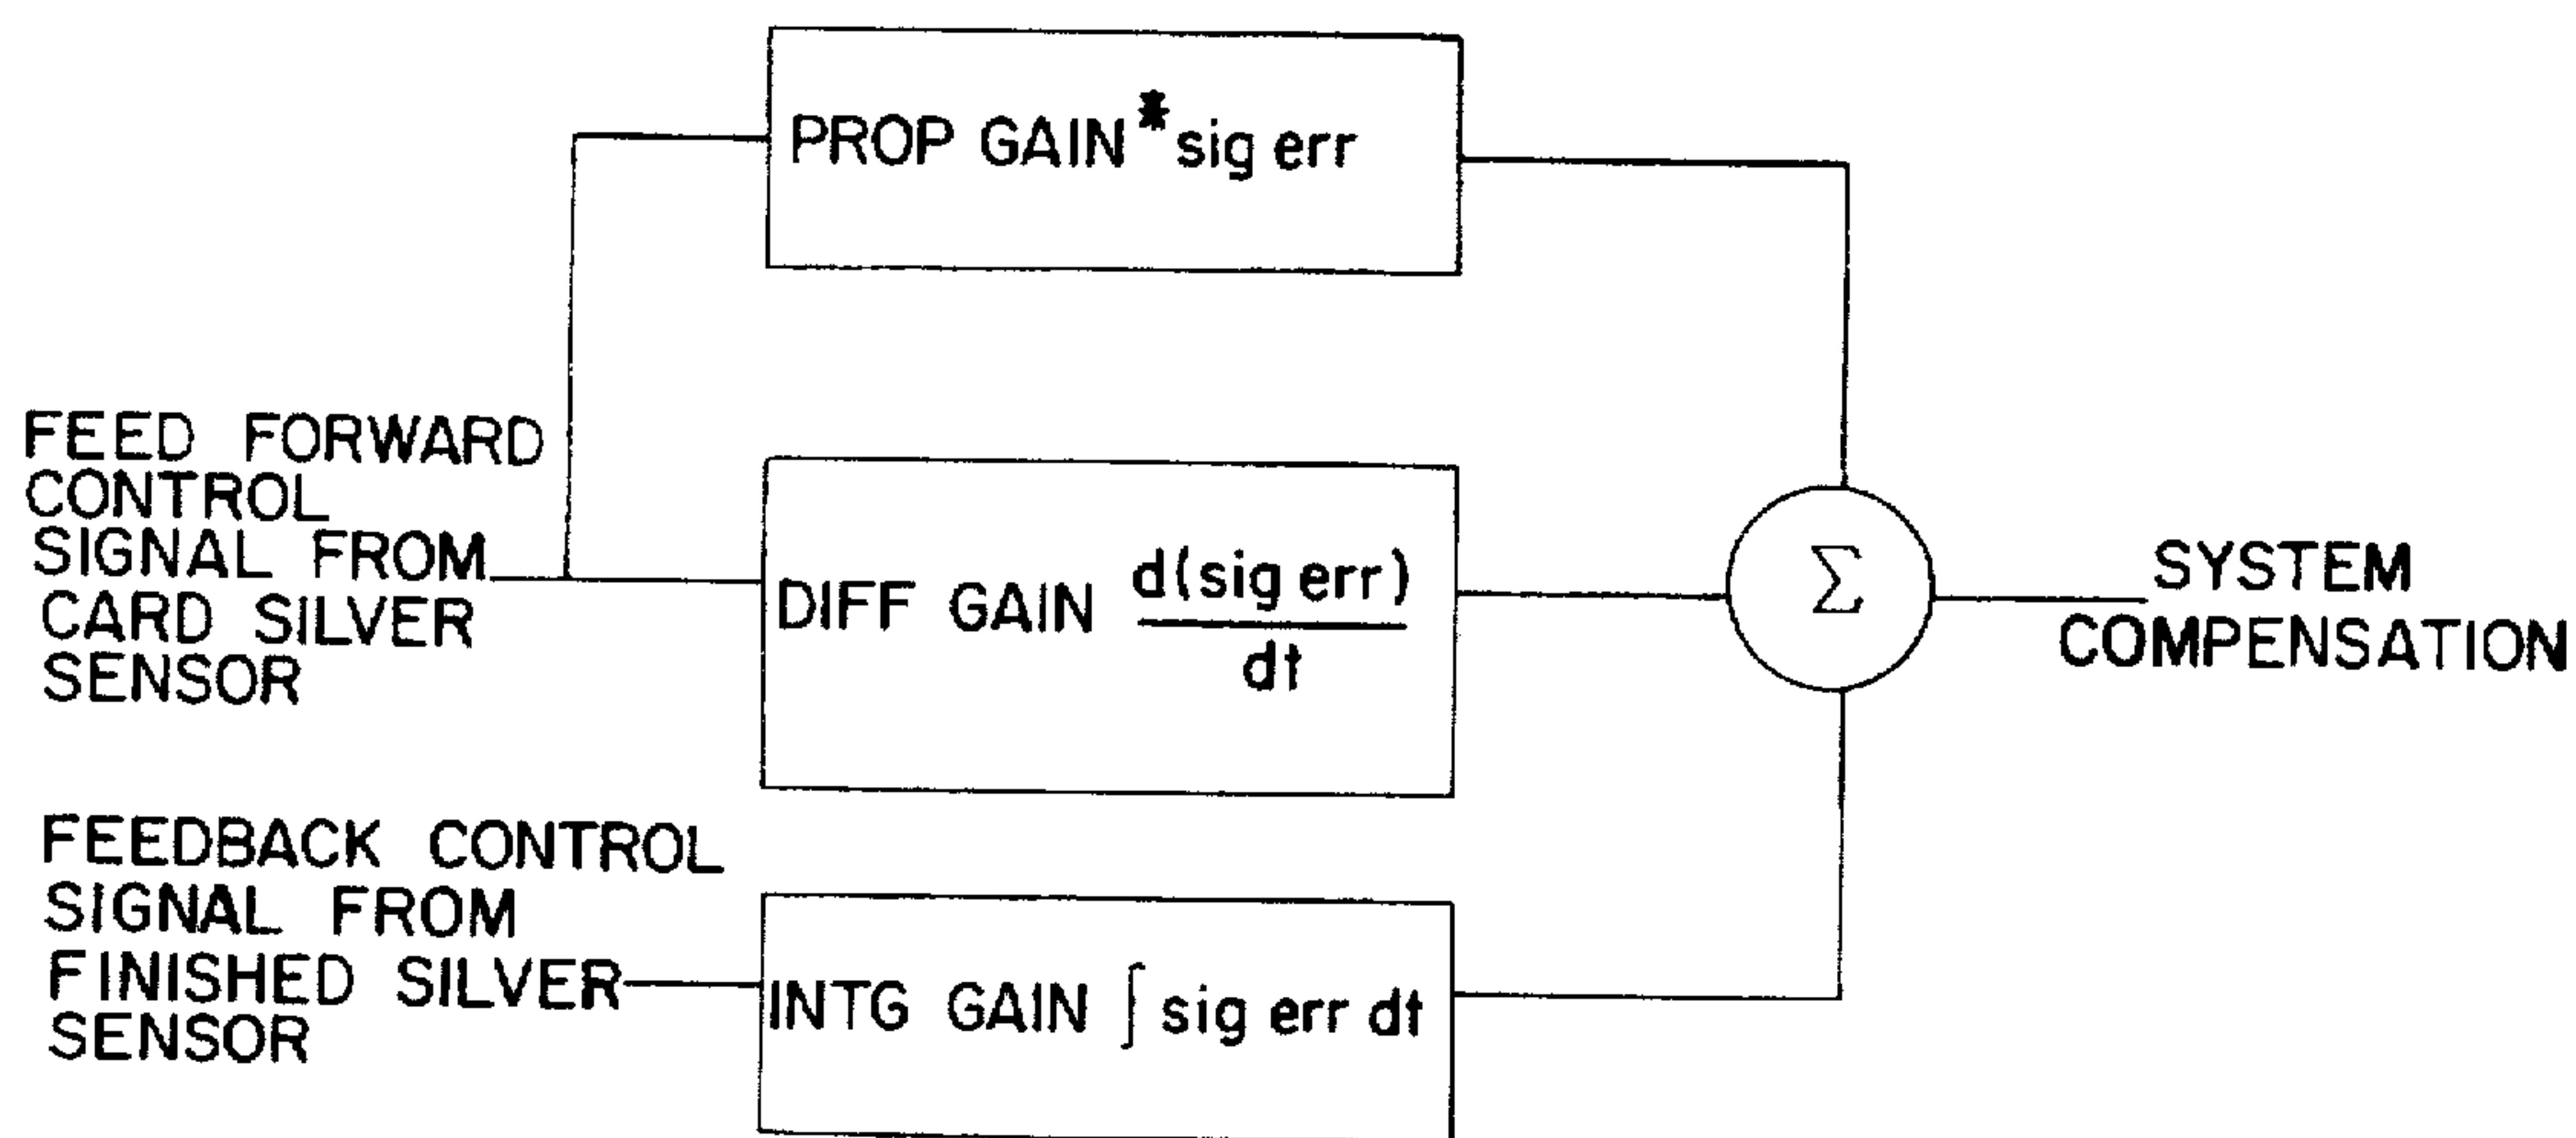 PROP GAIN * sig err
FEED FORWARD
CONTROL
SIGNAL FROM
CARD SILVER
SENSOR
DIFF GAIN d(sig err)
dt
Σ
SYSTEM
COMPENSATION
FEEDBACK CONTROL
SIGNAL FROM
FINISHED SILVER
SENSOR
INTG GAIN ∫ sig err dt